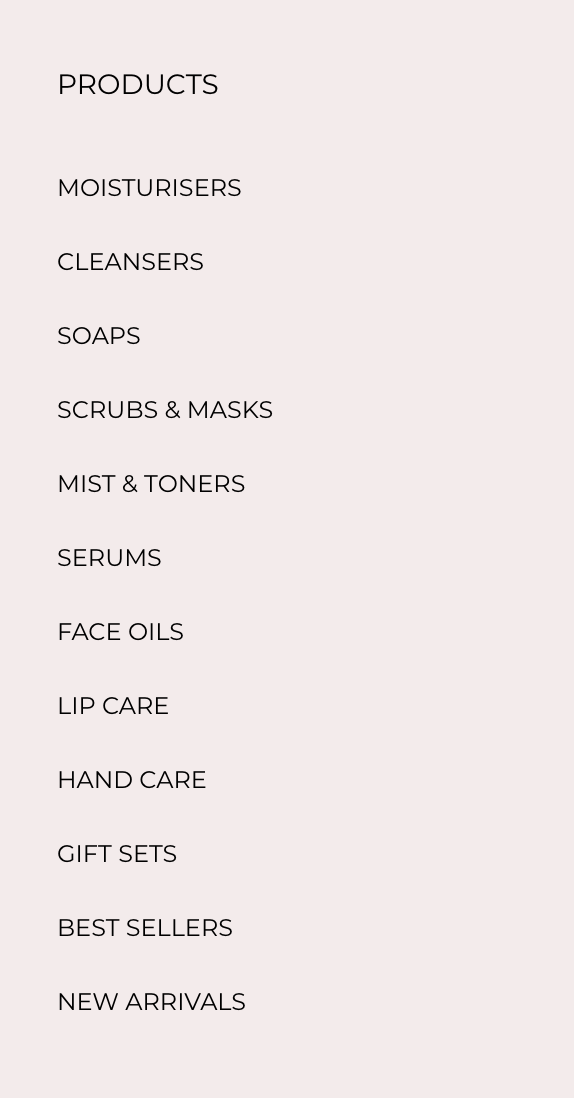 PRODUCTS
MOISTURISERS
CLEANSERS
SOAPS
SCRUBS & MASKS
MIST & TONERS
SERUMS
FACE OILS
LIP CARE
HAND CARE
GIFT SETS
BEST SELLERS
NEW ARRIVALS